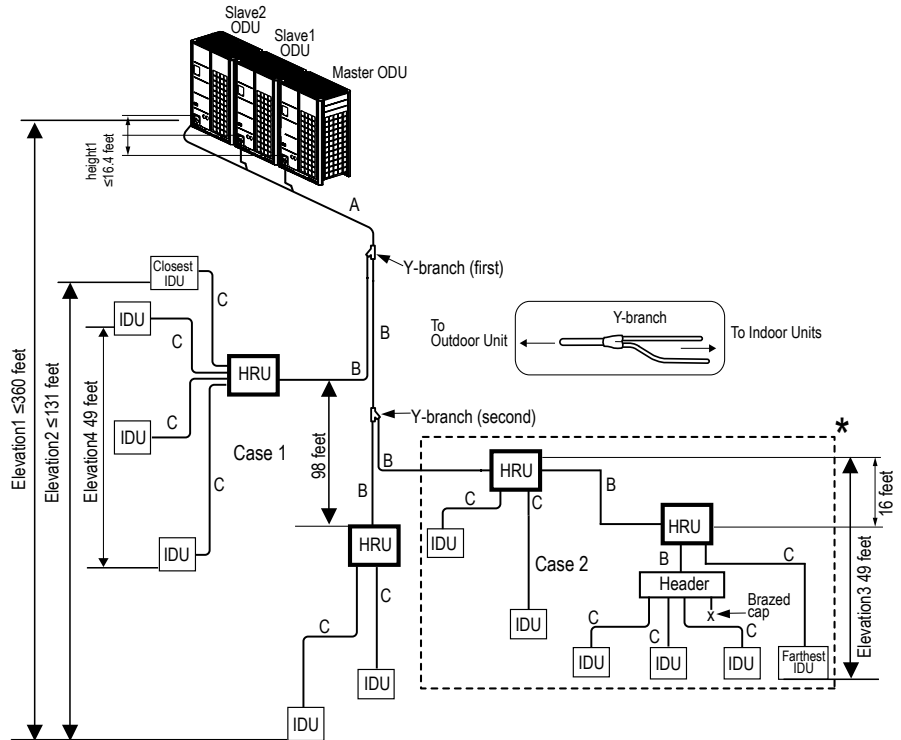 Slave2
ODU
Slave1
ODU
Master ODU
height1
≤16.4 feet
A
Y-branch (first)
Closest
IDU
C
IDU
C
B
HRU
B
Y-branch
To
Outdoor Unit
To Indoor Units
Elevation1 ≤360 feet
Elevation2 ≤131 feet
Elevation4 49 feet
IDU
C
Case 1
C
98 feet
Y-branch (second)
*
B
HRU
B
16 feet
B
C
C
HRU
IDU
HRU
IDU
Case 2
B
C
Header
C
Brazed
cap
x
Elevation3 49 feet
C
IDU
C
C
C
IDU
IDU
IDU
Farthest
IDU
IDU
IDU